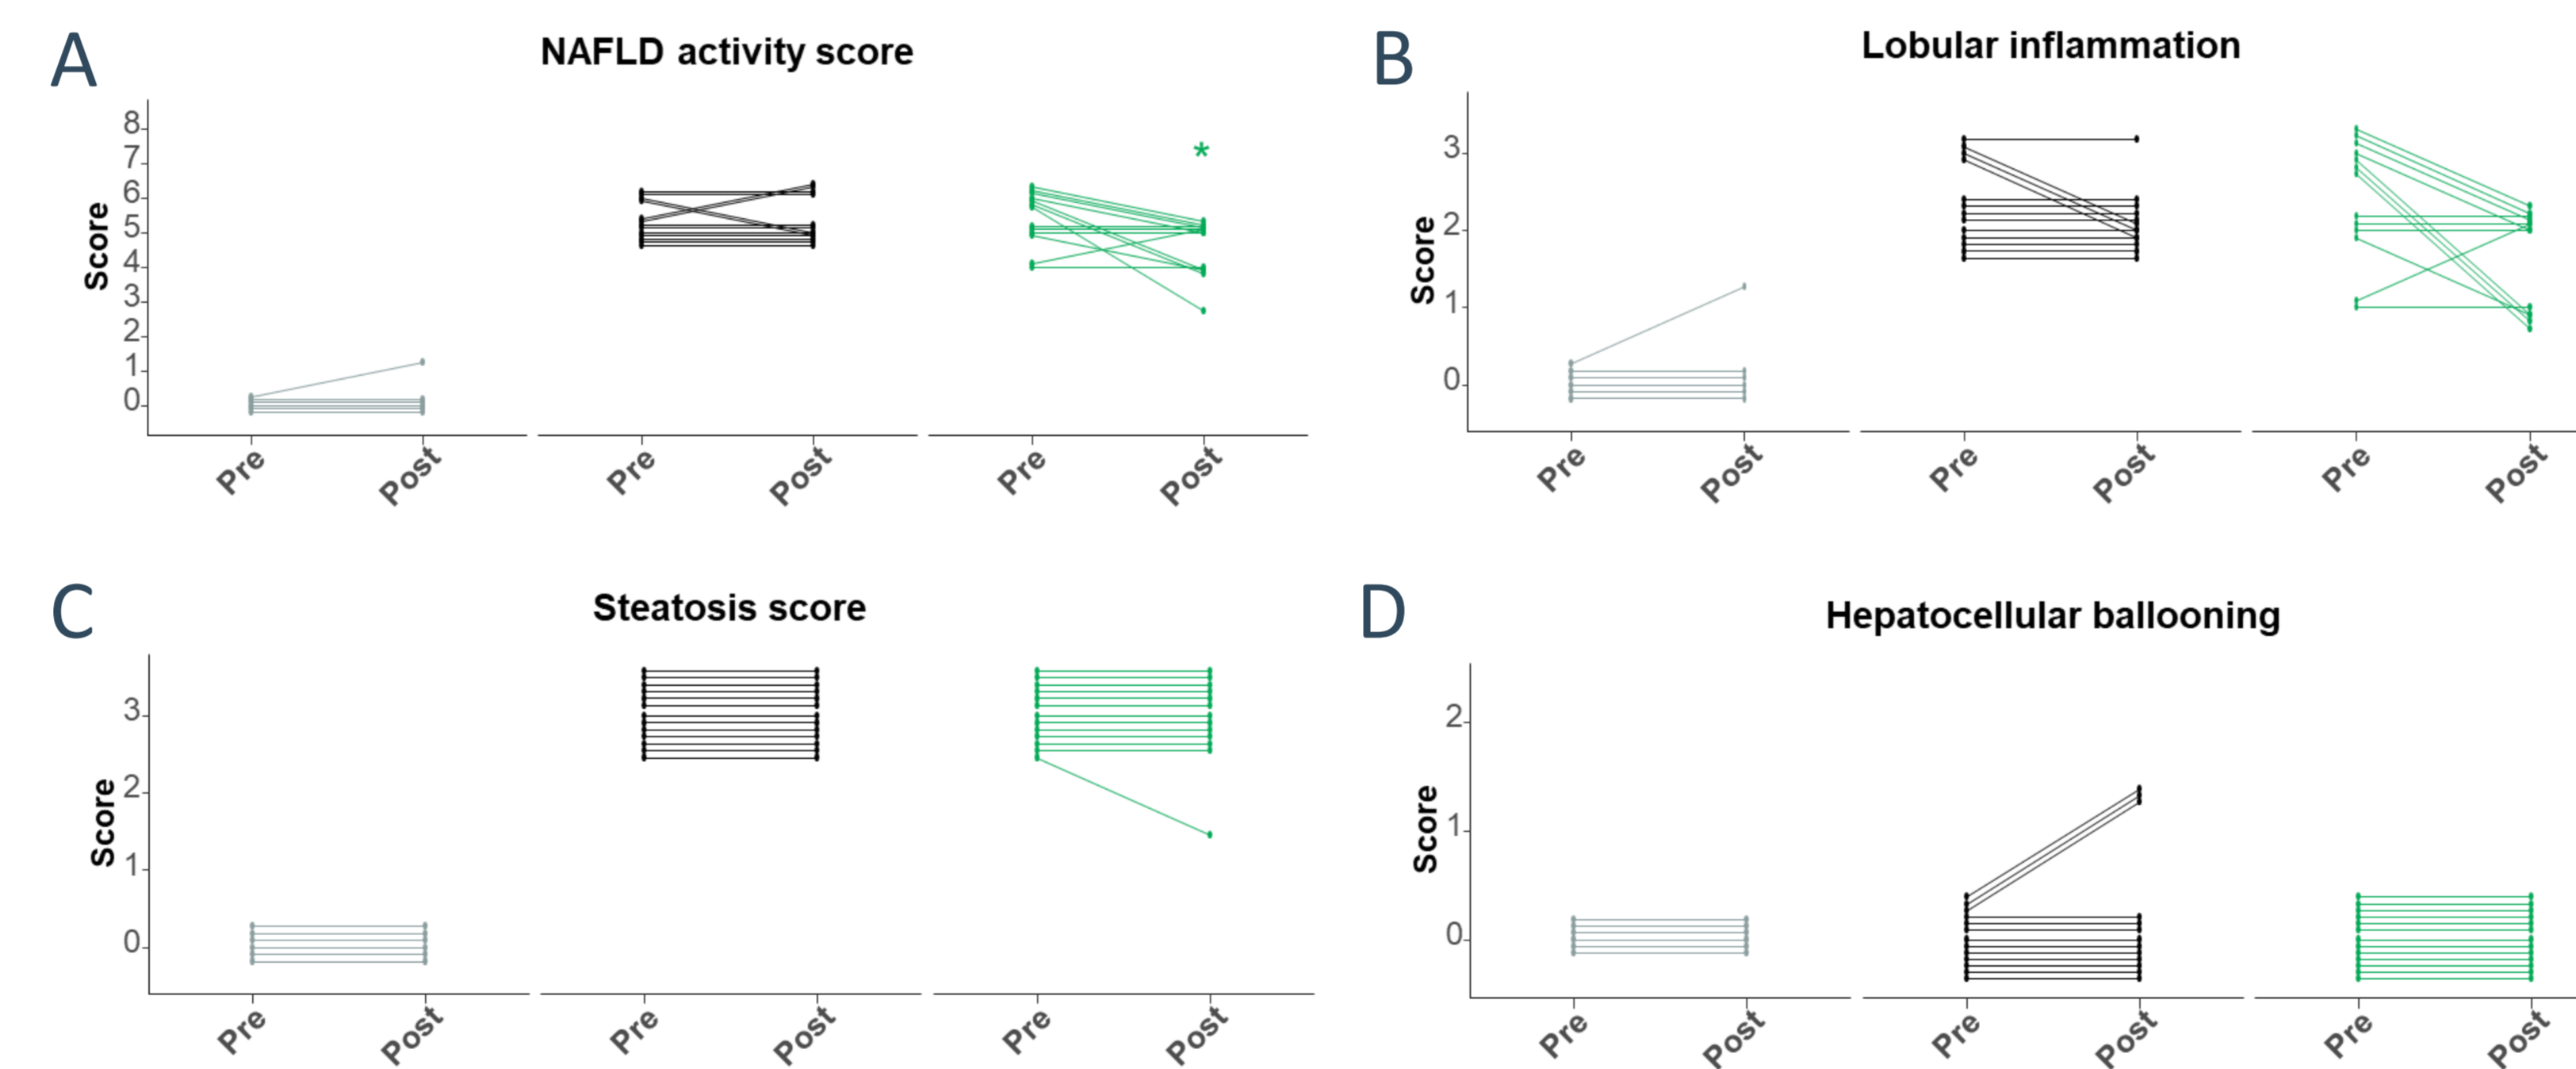 A
NAFLD activity score
Score
8
7
6
5
4
3
2
1
0
*
Pre Post Pre Post Pre Post
B
Lobular inflammation
Score
3
2
1
0
Pre Post Pre Post Pre Post
C
Steatosis score
Score
3
2
1
0
Pre Post Pre Post Pre Post
D
Hepatocellular ballooning
Score
2
1
0
Pre Post Pre Post Pre Post